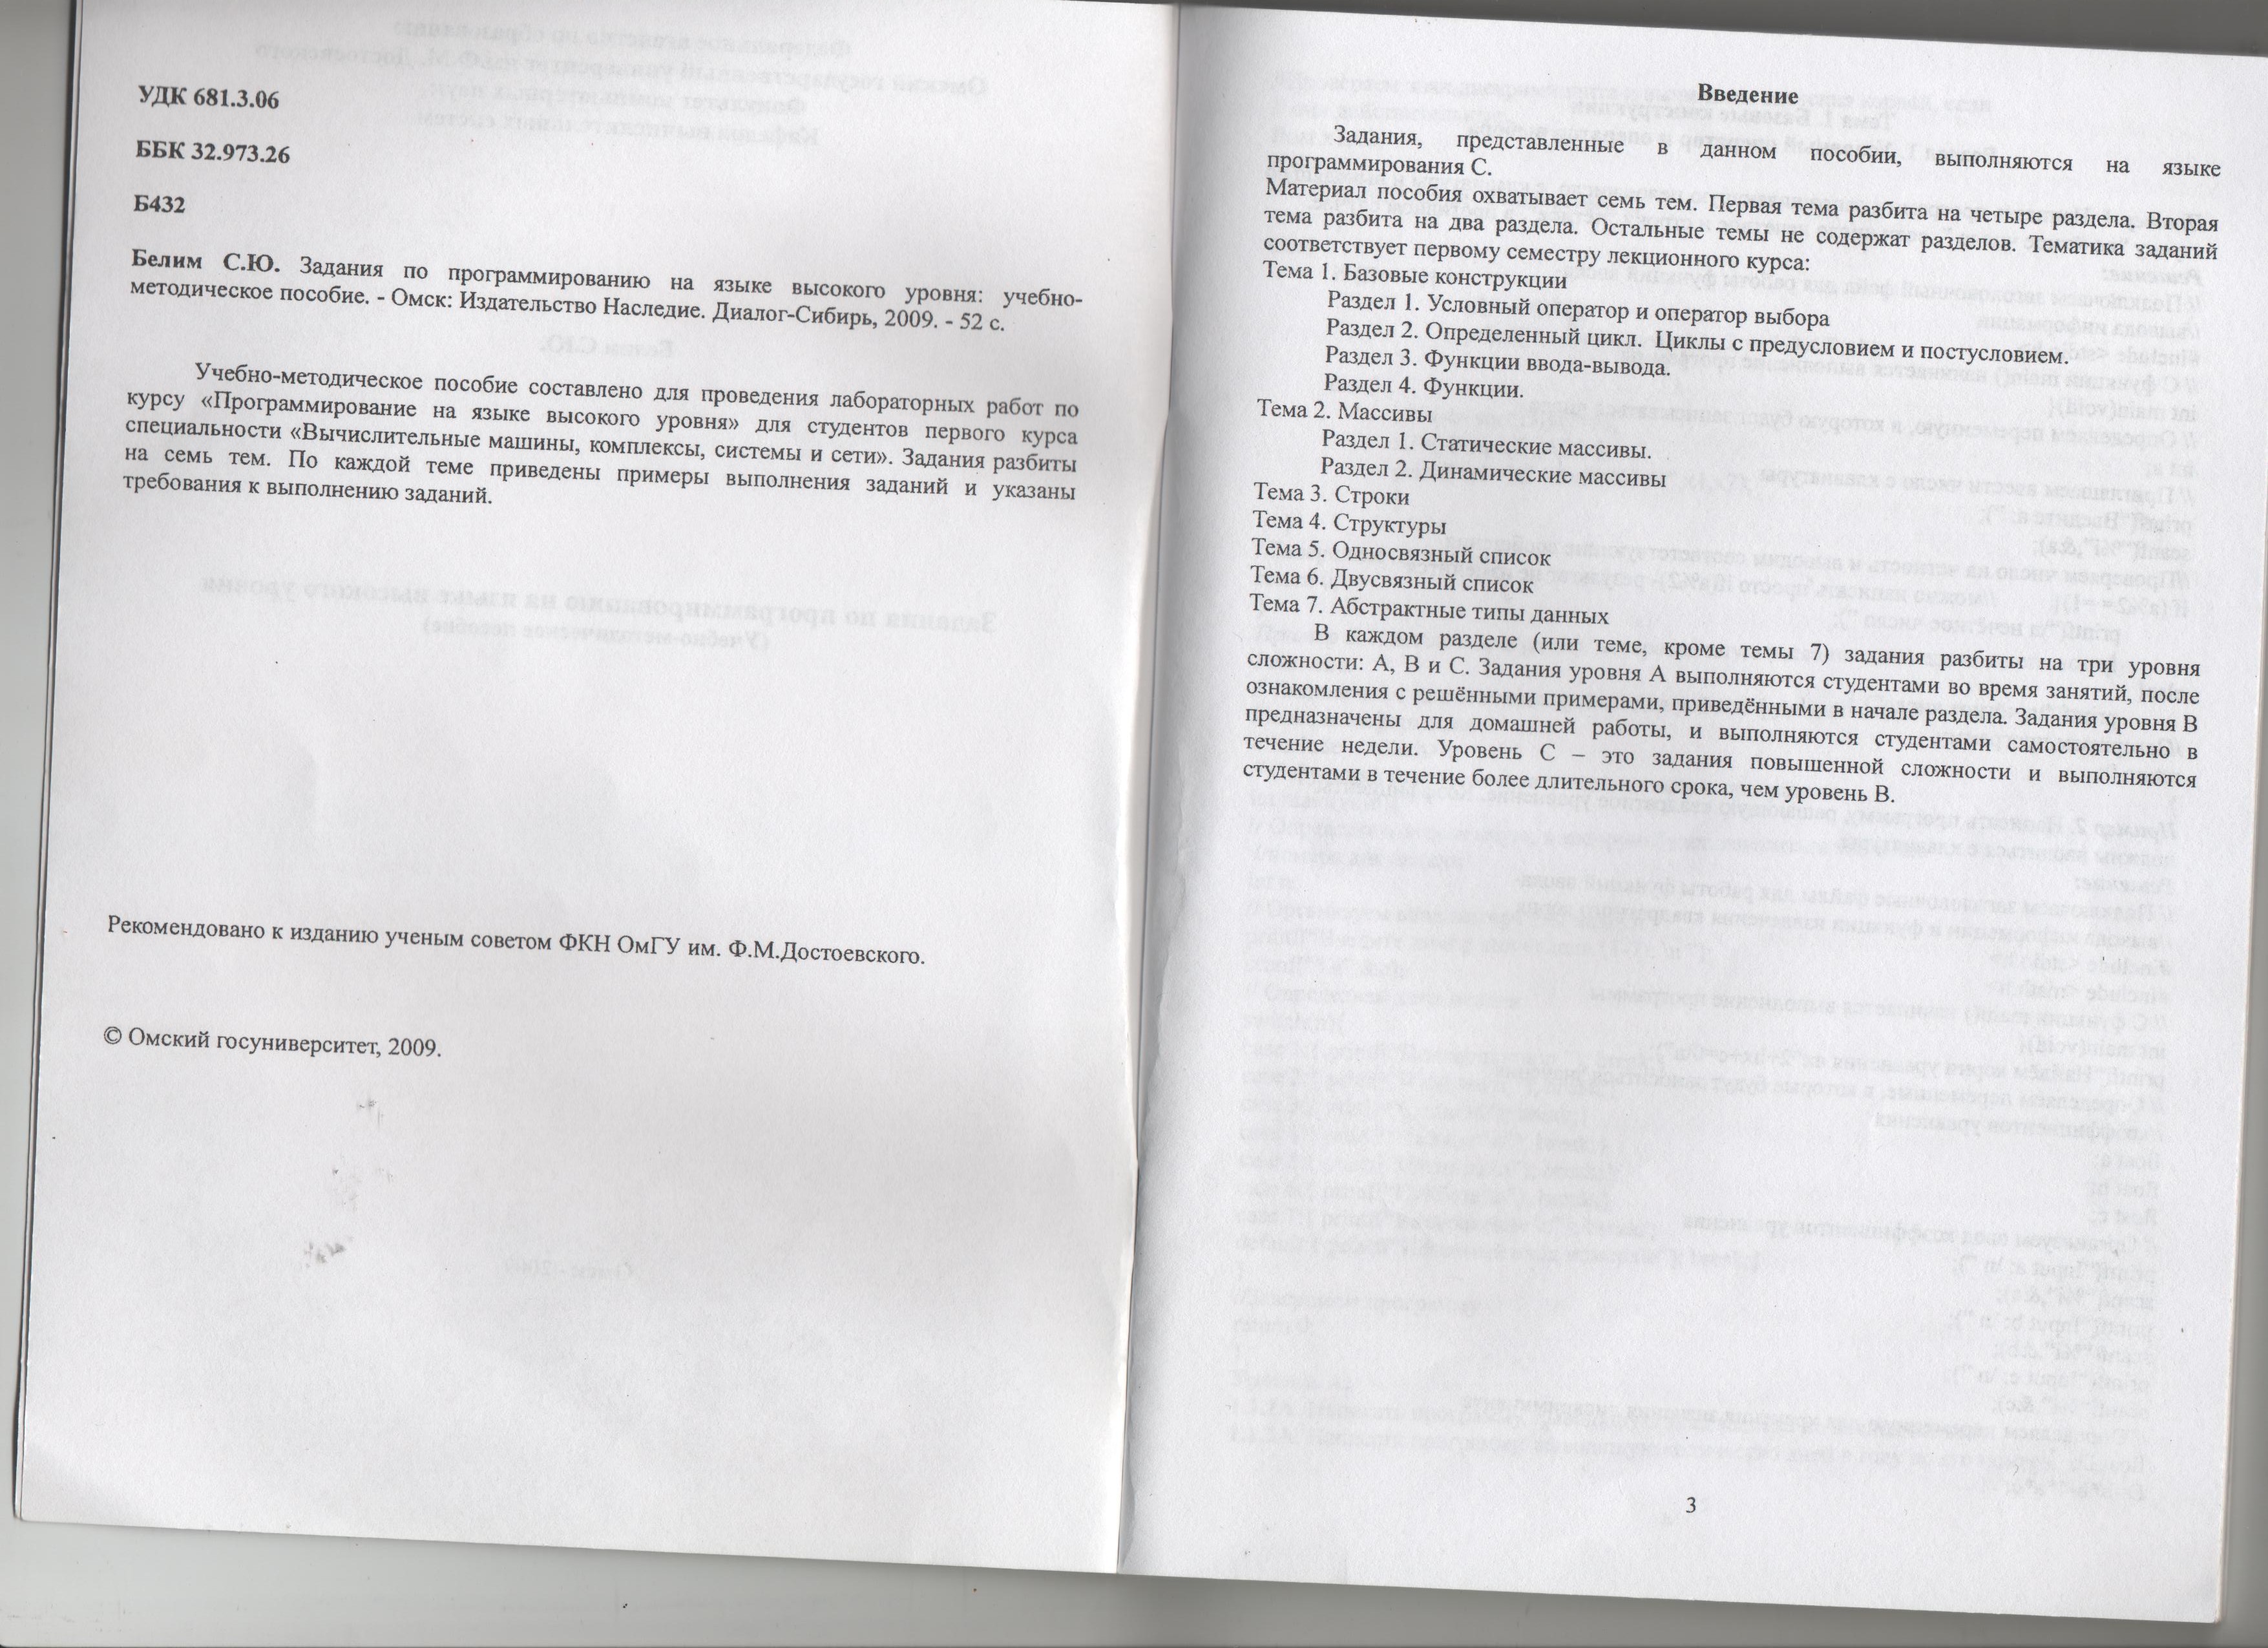 УДК 681.3.06
ББК 32.973.26
Б432
Белим С.Ю. Задания по программированию на языке высокого уровня: учебно-
методическое пособие. - Омск: Издательство Наследие. Диалог-Сибирь, 2009. - 52 с.
Учебно-методическое пособие составлено для проведения лабораторных работ по
курсу «Программирование на языке высокого уровня» для студентов первого курса
специальности «Вычислительные машины, комплексы, системы и сети». Задания разбиты
на семь тем. По каждой теме приведены примеры выполнения заданий и указаны
требования к выполнению заданий.
Рекомендовано к изданию ученым советом ФКН ОмГУ им. Ф.М.Достоевского.
© Омский госуниверситет, 2009.
Введение
Задания, представленные в данном пособии, выполняются на языке
программирования С.
Материал пособия охватывает семь тем. Первая тема разбита на четыре раздела. Вторая
тема разбита на два раздела. Остальные темы не содержат разделов. Тематика заданий
соответствует первому семестру лекционного курса:
Тема 1. Базовые конструкции
Раздел 1. Условный оператор и оператор выбора
Раздел 2. Определенный цикл. Циклы с предусловием и постусловием.
Раздел 3. Функции ввода-вывода.
Раздел 4. Функции.
Тема 2. Массивы
Раздел 1. Статические массивы.
Раздел 2. Динамические массивы
Тема 3. Строки
Тема 4. Структуры
Тема 5. Односвязный список
Тема 6. Двусвязный список
Тема 7. Абстрактные типы данных
В каждом разделе (или теме, кроме темы 7) задания разбиты на три уровня
сложности: А, В и С. Задания уровня А выполняются студентами во время занятий, после
ознакомления с решёнными примерами, приведёнными в начале раздела. Задания уровня В
предназначены для домашней работы, и выполняются студентами самостоятельно в
течение недели. Уровень С – это задания повышенной сложности и выполняются
студентами в течение более длительного срока, чем уровень В.
3